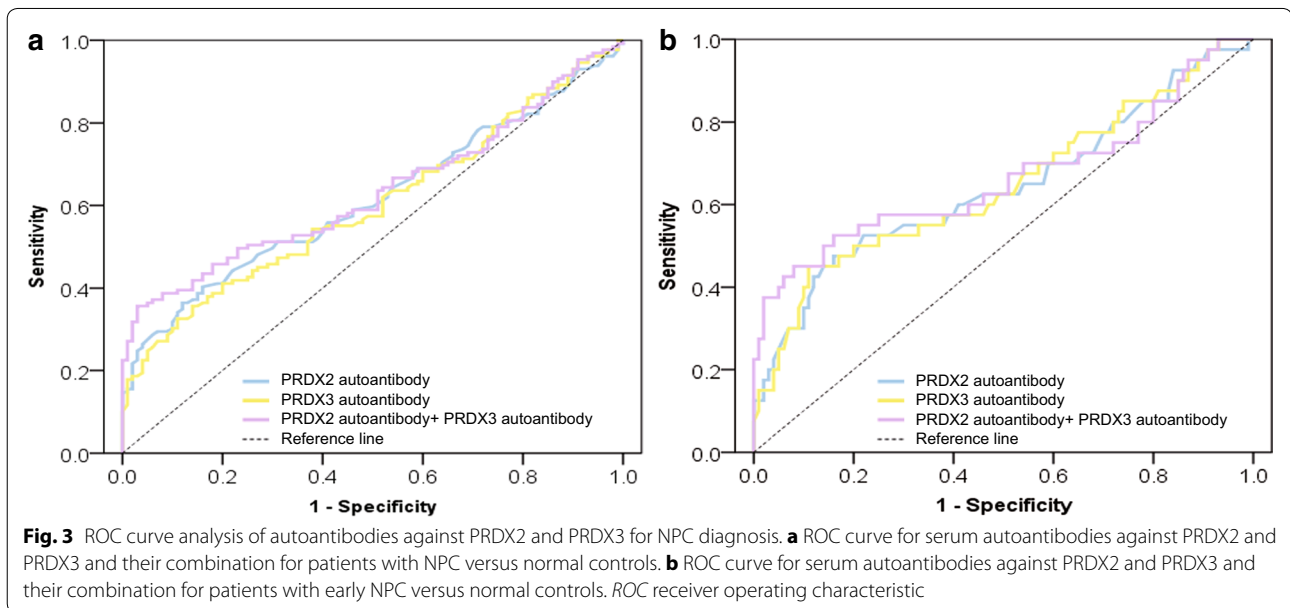 a
1.0
0.8
0.6
0.4
0.2
0.0
Sensitivity
PRDX2 autoantibody
PRDX3 autoantibody
PRDX2 autoantibody+ PRDX3 autoantibody
Reference line
0.0 0.2 0.4 0.6 0.8 1.0
1 - Specificity
b
1.0
0.8
0.6
0.4
0.2
0.0
Sensitivity
PRDX2 autoantibody
PRDX3 autoantibody
PRDX2 autoantibody+ PRDX3 autoantibody
Reference line
0.0 0.2 0.4 0.6 0.8 1.0
1 - Specificity
Fig. 3 ROC curve analysis of autoantibodies against PRDX2 and PRDX3 for NPC diagnosis. a ROC curve for serum autoantibodies against PRDX2 and
PRDX3 and their combination for patients with NPC versus normal controls. b ROC curve for serum autoantibodies against PRDX2 and PRDX3 and
their combination for patients with early NPC versus normal controls. ROC receiver operating characteristic